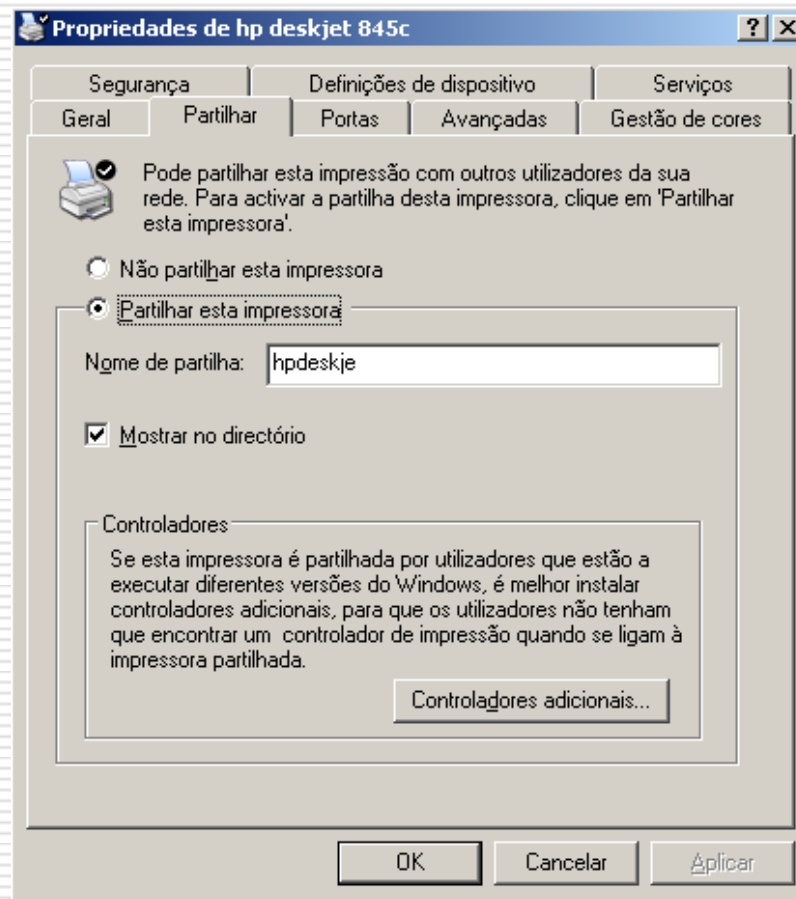 Propriedades de hp deskjet 845c
Segurança Definições de dispositivo Serviços
Geral Partilhar Portas Avançadas Gestão de cores
Pode partilhar esta impressão com outros utilizadores da sua
rede. Para activar a partilha desta impressora, clique em 'Partilhar
esta impressora'.
Não partilhar esta impressora
Partilhar esta impressora
Nome de partilha: hpdeskje
Mostrar no directório
Controladores
Se esta impressora é partilhada por utilizadores que estão a
executar diferentes versões do Windows, é melhor instalar
controladores adicionais, para que os utilizadores não tenham
que encontrar um controlador de impressão quando se ligam à
impressora partilhada.
Controladores adicionais...
OK Cancelar Aplicar